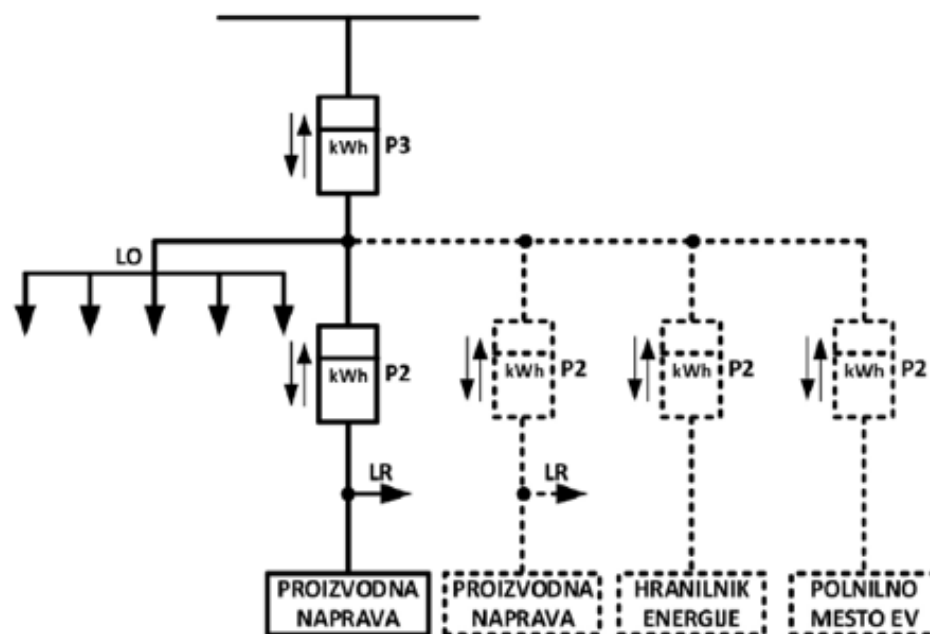 kWh P3
LO
kWh P2
kWh P2
kWh P2
kWh P2
LR
LR
PROIZVODNA
NAPRAVA
PROIZVODNA
NAPRAVA
HRANILNIK
ENERGIJE
POLNILNO
MESTO EV